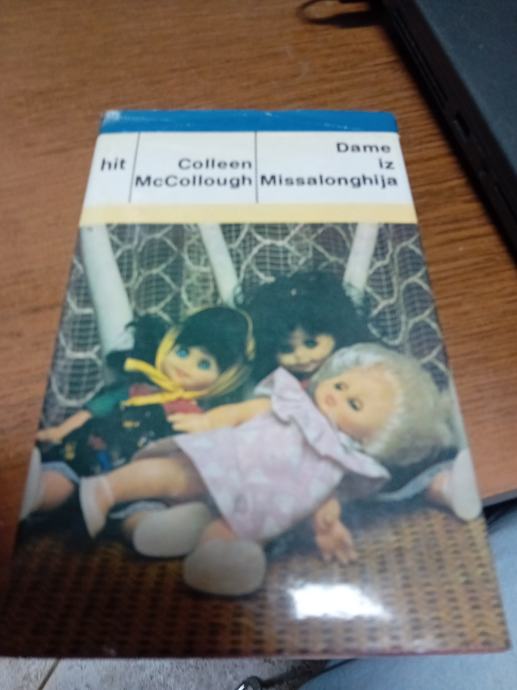 hit
Colleen
McCollough
Dame
iz
Missalonghija